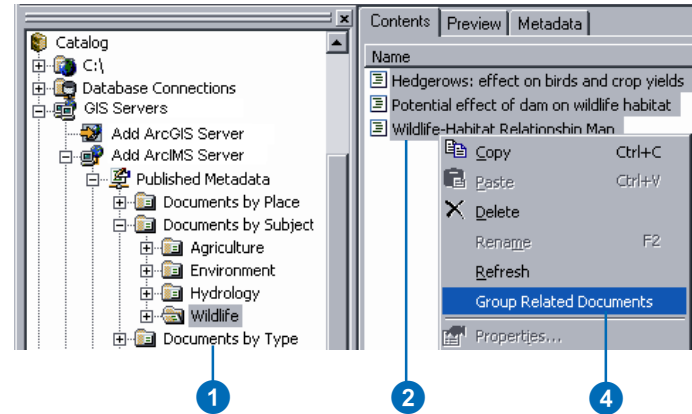 Catalog
C:\
Database Connections
GIS Servers
Add ArcGIS Server
Add ArcIMS Server
Published Metadata
Documents by Place
Documents by Subject
Agriculture
Environment
Hydrology
Wildlife
Documents by Type
Contents Preview Metadata
Name
Hedgerows: effect on birds and crop yields
Potential effect of dam on wildlife habitat
Wildlife-Habitat Relationship Map
Copy Ctrl+C
Paste Ctrl+V
Delete
Rename F2
Refresh
Group Related Documents
Properties...
1 2 4